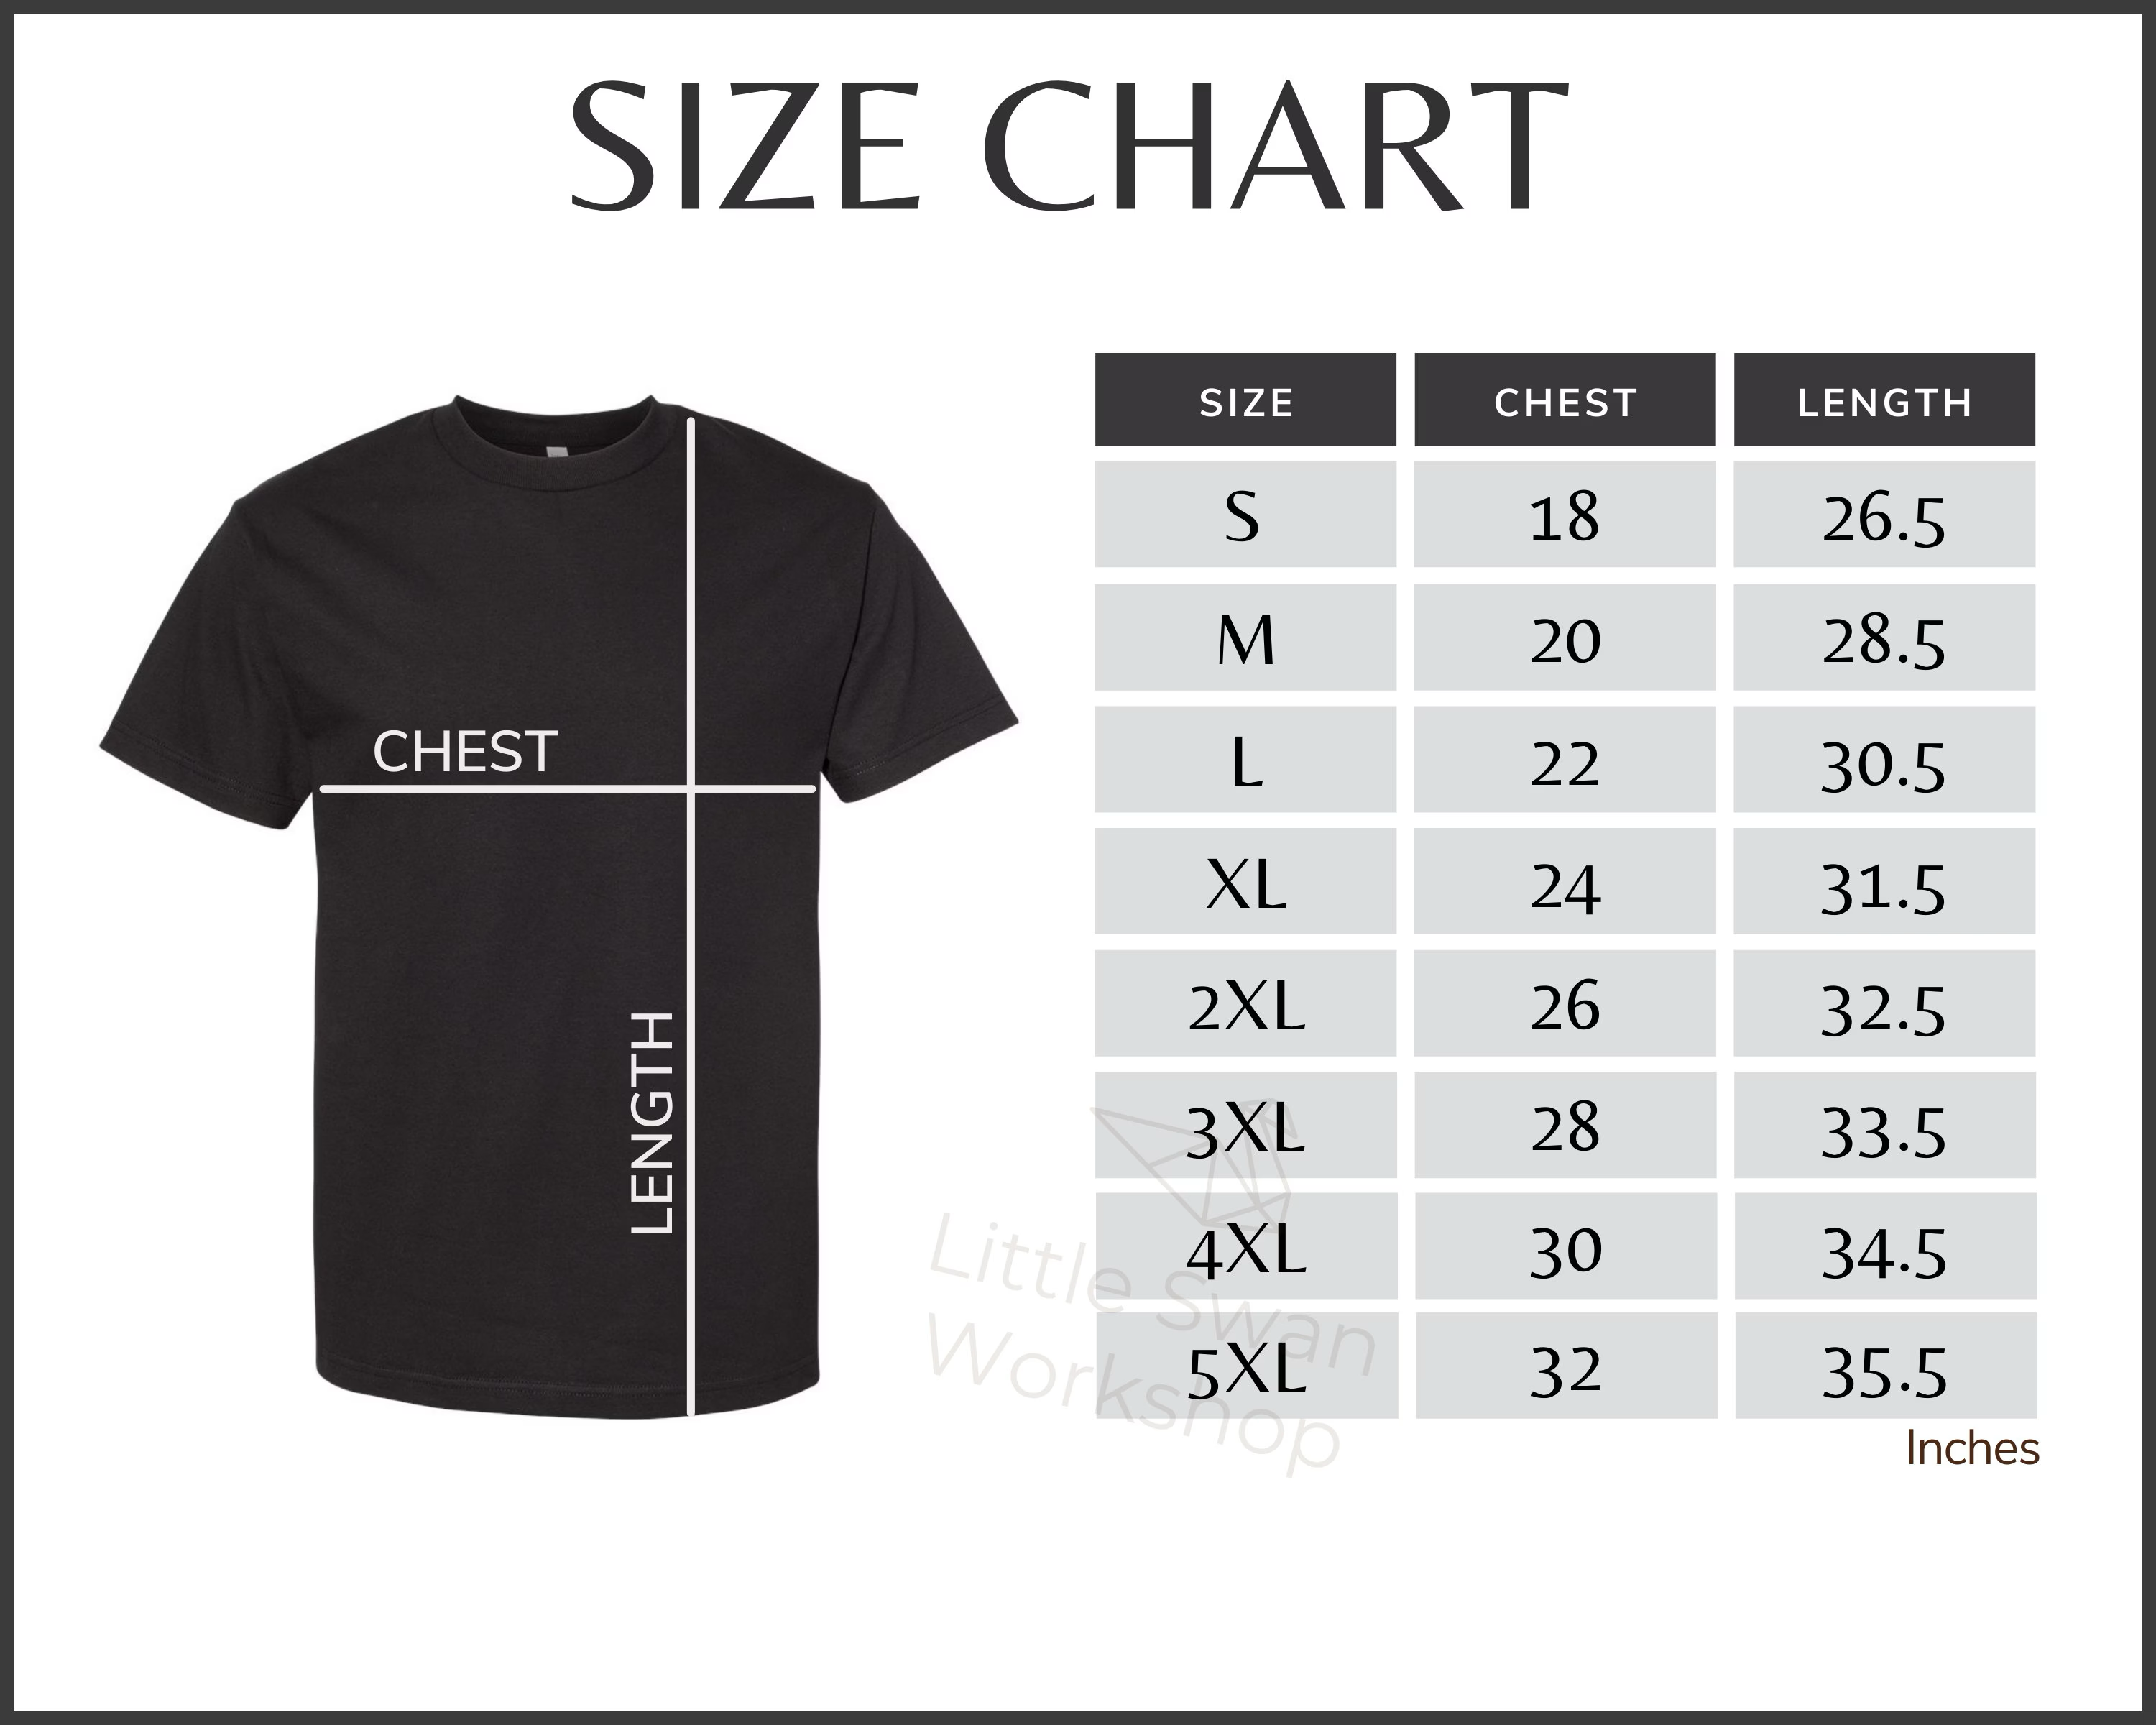 SIZE CHART
CHEST
LENGTH
SIZE CHEST LENGTH
S 18 26.5
M 20 28.5
L 22 30.5
XL 24 31.5
2XL 26 32.5
3XL 28 33.5
4XL 30 34.5
5XL 32 35.5
Inches
Little Swan
Workshop